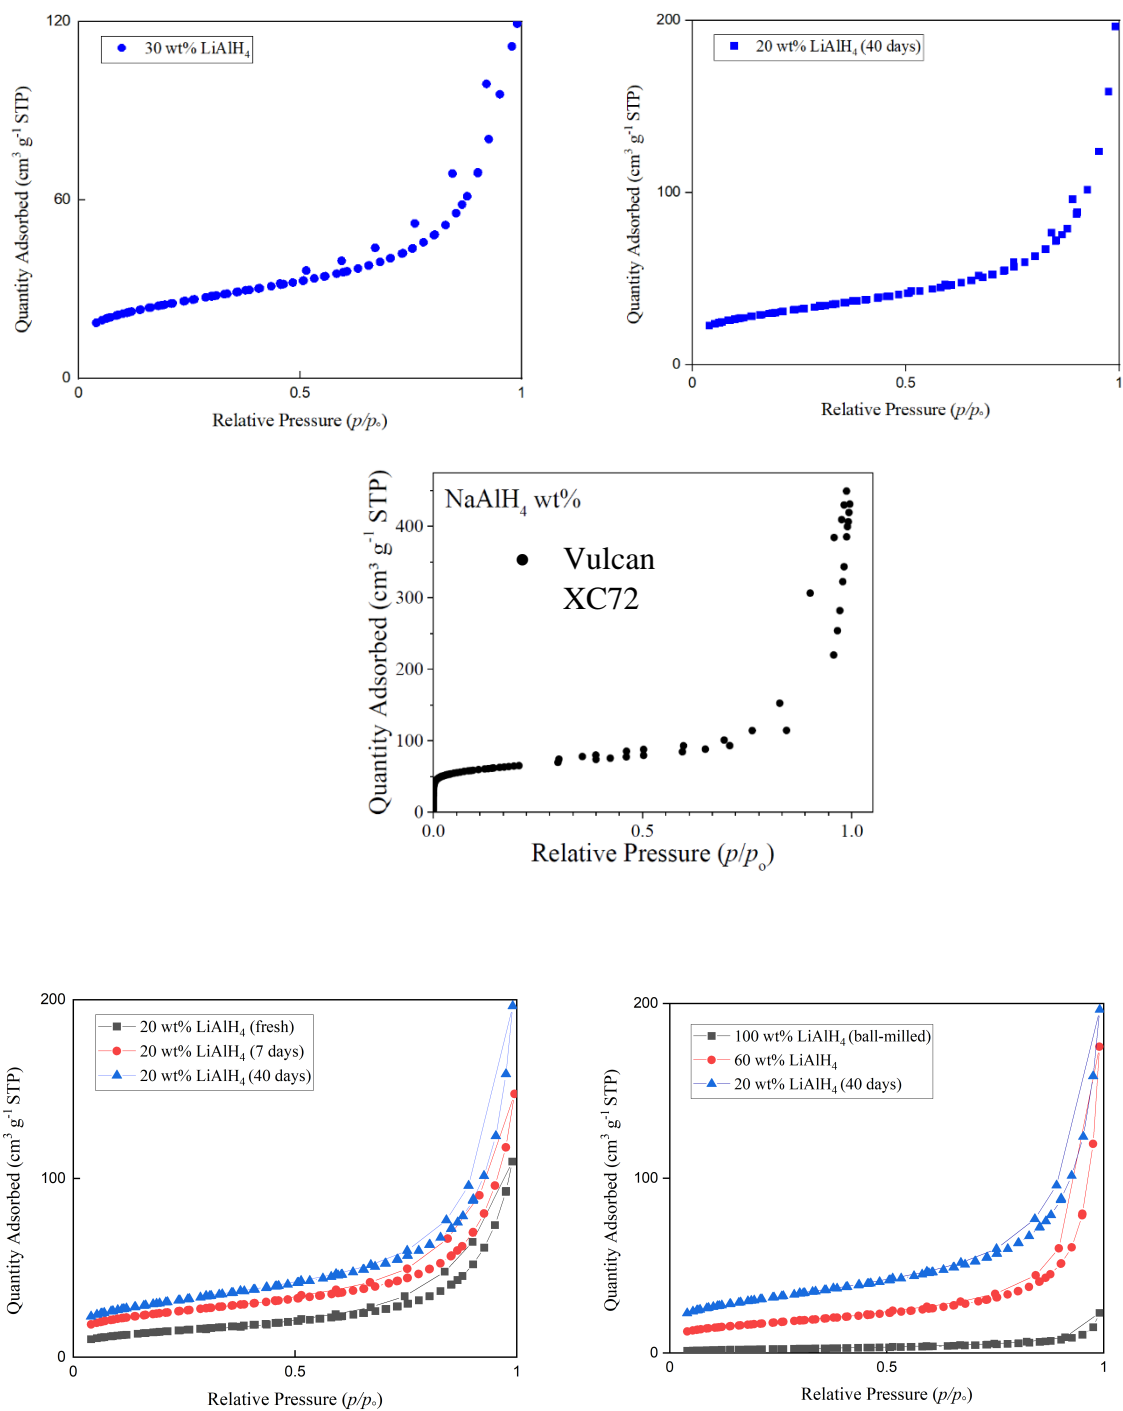 120
60
0
0
0.5
1
Quantity Adsorbed (cm³ g⁻¹ STP)
Relative Pressure (p/pₒ)
30 wt% LiAlH₄
200
100
0
0
0.5
1
Quantity Adsorbed (cm³ g⁻¹ STP)
Relative Pressure (p/pₒ)
20 wt% LiAlH₄ (40 days)
NaAlH₄ wt%
Vulcan
XC72
400
300
200
100
0
0.0
0.5
1.0
Quantity Adsorbed (cm³ g⁻¹ STP)
Relative Pressure (p/pₒ)
200
100
0
0
0.5
1
Quantity Adsorbed (cm³ g⁻¹ STP)
Relative Pressure (p/pₒ)
20 wt% LiAlH₄ (fresh)
20 wt% LiAlH₄ (7 days)
20 wt% LiAlH₄ (40 days)
200
100
0
0
0.5
1
Quantity Adsorbed (cm³ g⁻¹ STP)
Relative Pressure (p/pₒ)
100 wt% LiAlH₄ (ball-milled)
60 wt% LiAlH₄
20 wt% LiAlH₄ (40 days)